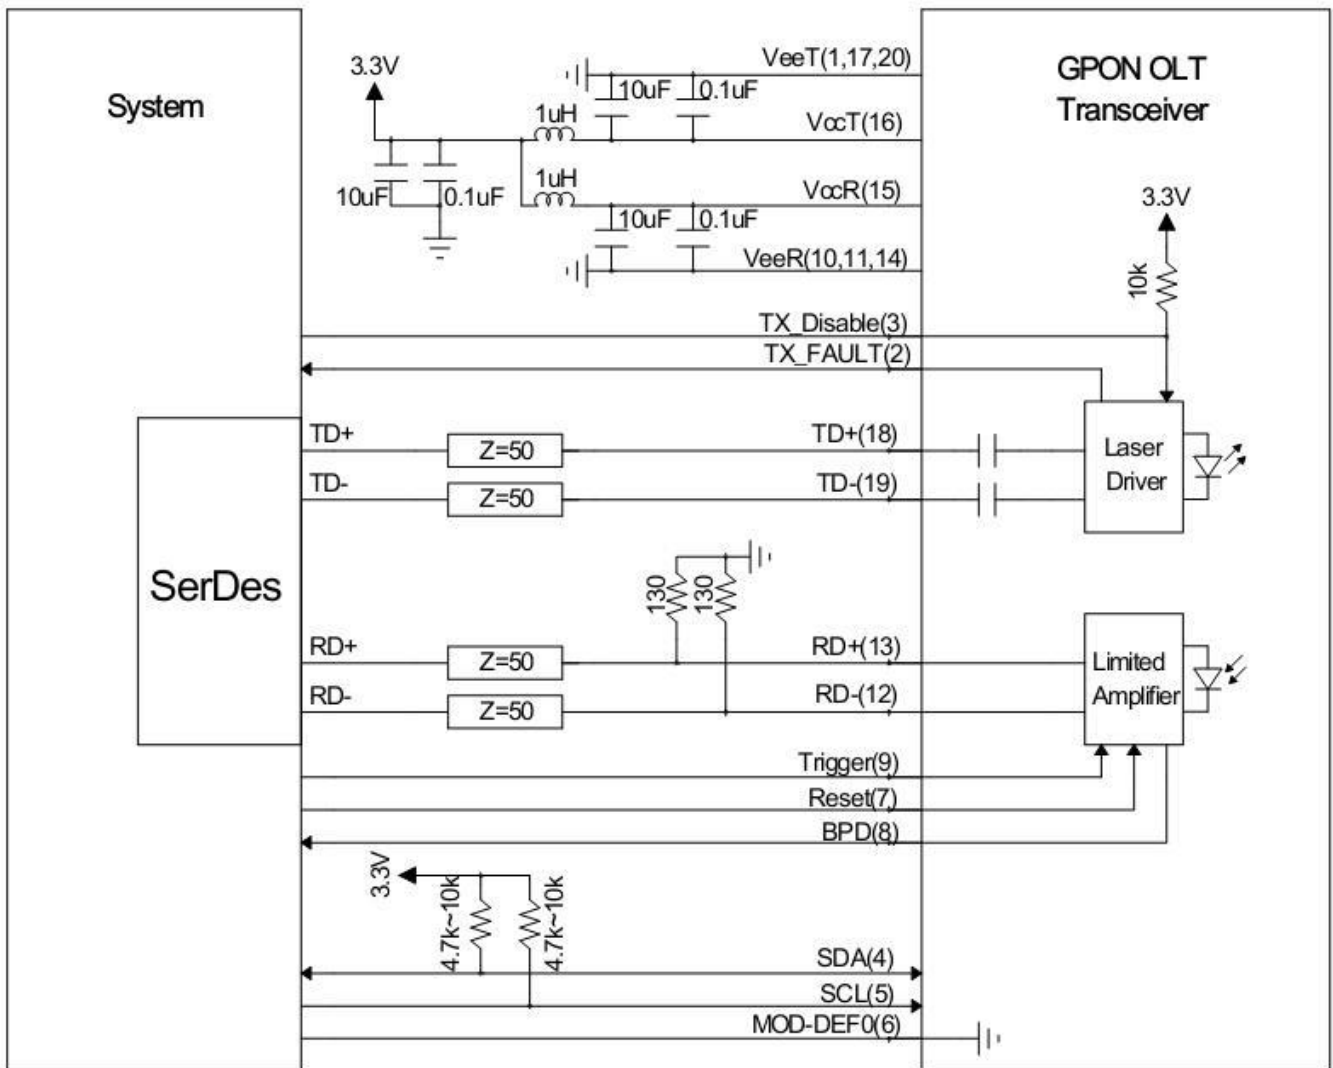 System
GPON OLT
Transceiver
3.3V
VeeT(1,17,20)
10uF
0.1uF
1uH
VccT(16)
10uF
0.1uF
1uH
VccR(15)
10uF
0.1uF
VeeR(10,11,14)
3.3V
10k
TX_Disable(3)
TX_FAULT(2)
TD+
Z=50
TD+(18)
TD-
Z=50
TD-(19)
Laser
Driver
SerDes
130
130
RD+
Z=50
RD+(13)
RD-
Z=50
RD-(12)
Limited
Amplifier
Trigger(9)
Reset(7)
BPD(8)
3.3V
4.7k~10k
4.7k~10k
SDA(4)
SCL(5)
MOD-DEF0(6)